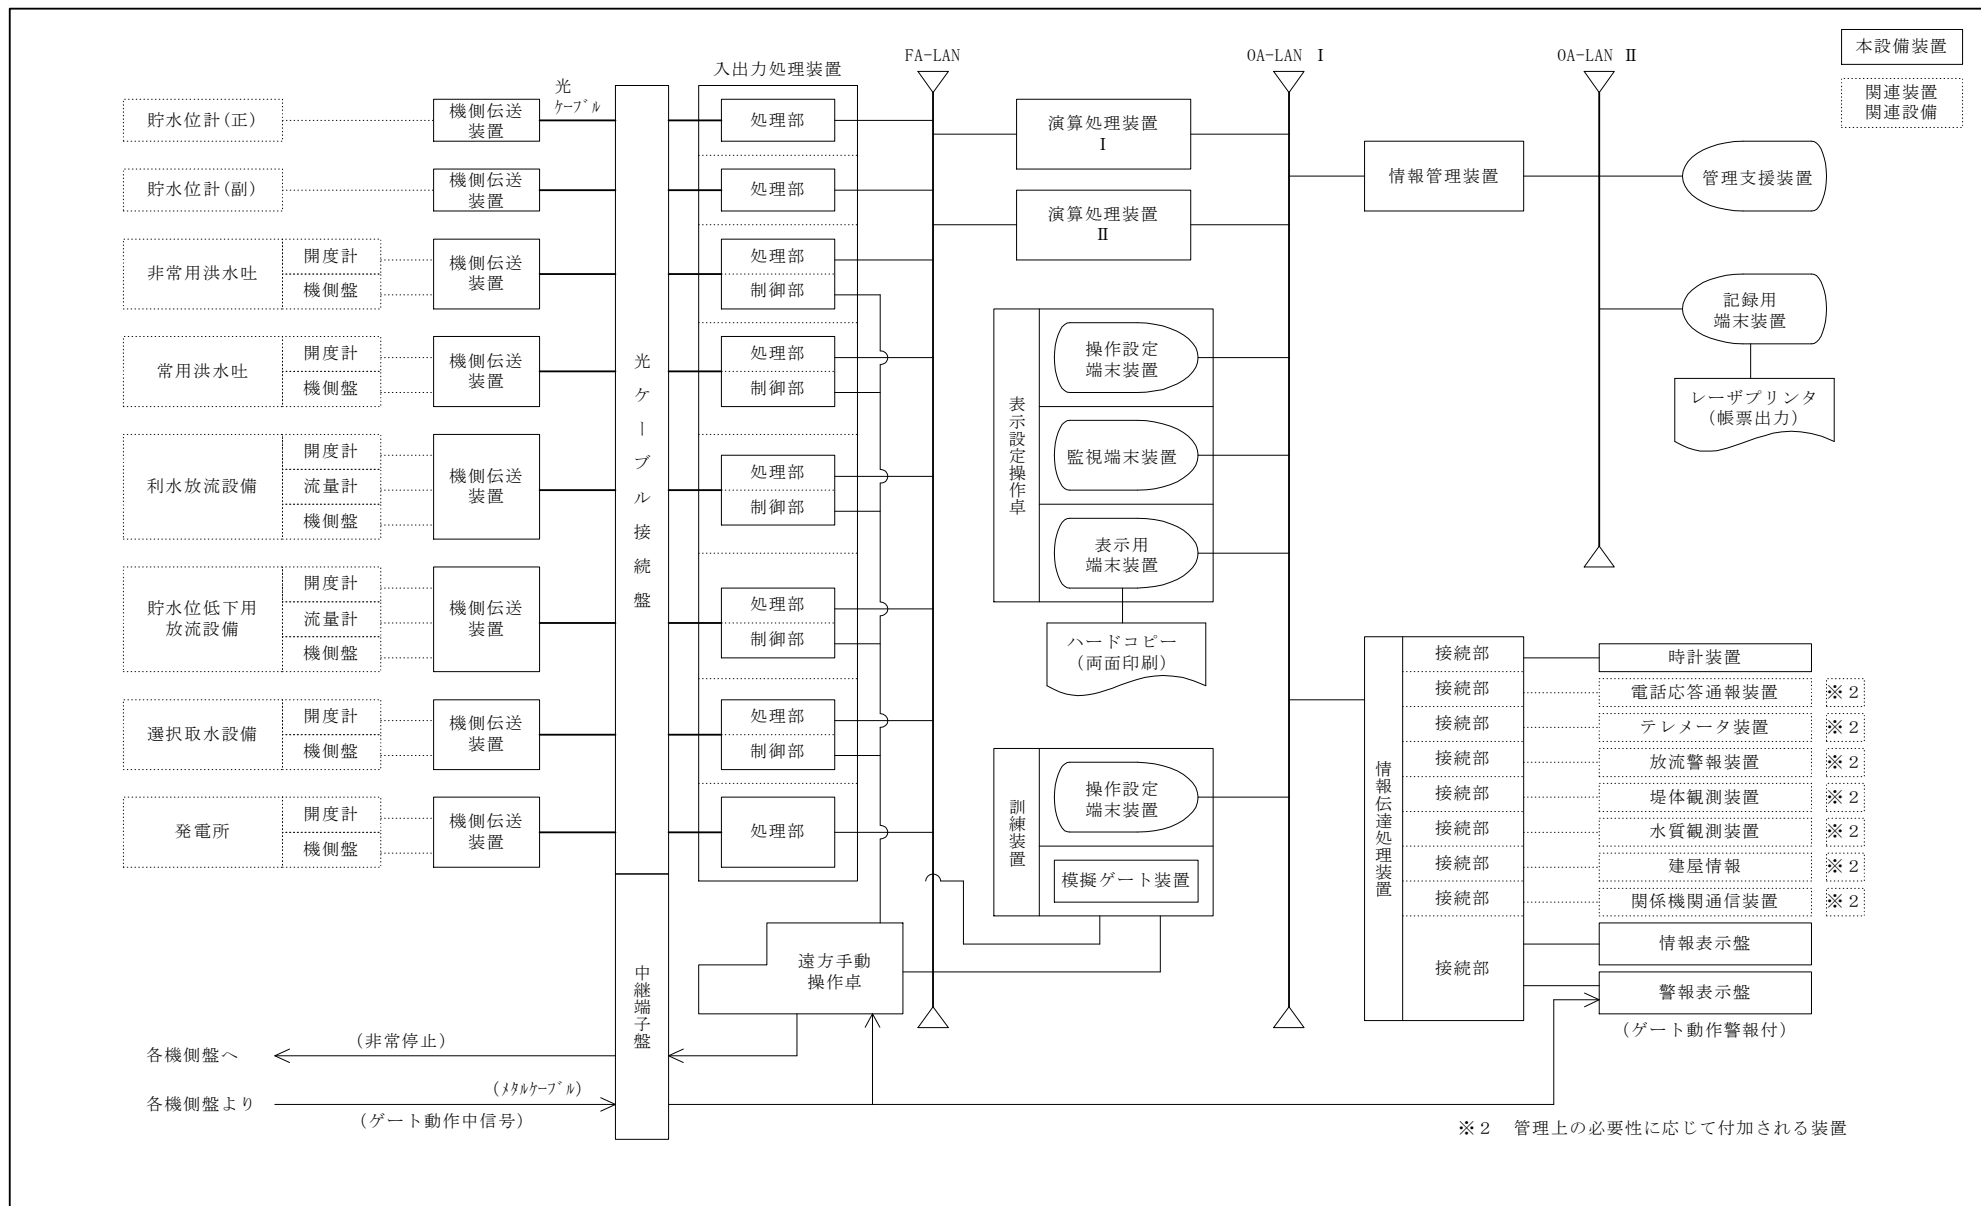 本設備装置
関連装置
関連設備
FA-LAN
OA-LAN Ⅰ
OA-LAN Ⅱ
入出力処理装置
光
ｹｰﾌﾞﾙ
貯水位計(正)
機側伝送
装置
処理部
演算処理装置
Ⅰ
貯水位計(副)
機側伝送
装置
処理部
演算処理装置
Ⅱ
情報管理装置
管理支援装置
非常用洪水吐
開度計
機側盤
機側伝送
装置
処理部
制御部
記録用
端末装置
レーザプリンタ
(帳票出力)
常用洪水吐
開度計
機側盤
機側伝送
装置
処理部
制御部
光ケーブル接続盤
表示設定操作卓
操作設定
端末装置
監視端末装置
表示用
端末装置
ハードコピー
(両面印刷)
利水放流設備
開度計
流量計
機側盤
機側伝送
装置
処理部
制御部
貯水位低下用
放流設備
開度計
流量計
機側盤
機側伝送
装置
処理部
制御部
選択取水設備
開度計
機側盤
機側伝送
装置
処理部
制御部
発電所
開度計
機側盤
機側伝送
装置
処理部
訓練装置
操作設定
端末装置
模擬ゲート装置
情報伝達処理装置
接続部
時計装置
接続部
電話応答通報装置
※２
接続部
テレメータ装置
※２
接続部
放流警報装置
※２
接続部
堤体観測装置
※２
接続部
水質観測装置
※２
接続部
建屋情報
※２
接続部
関係機関通信装置
※２
接続部
情報表示盤
警報表示盤
(ゲート動作警報付)
中継端子盤
遠方手動
操作卓
各機側盤へ
(非常停止)
各機側盤より
(ﾒﾀﾙｹｰﾌﾞﾙ)
(ゲート動作中信号)
※２　管理上の必要性に応じて付加される装置